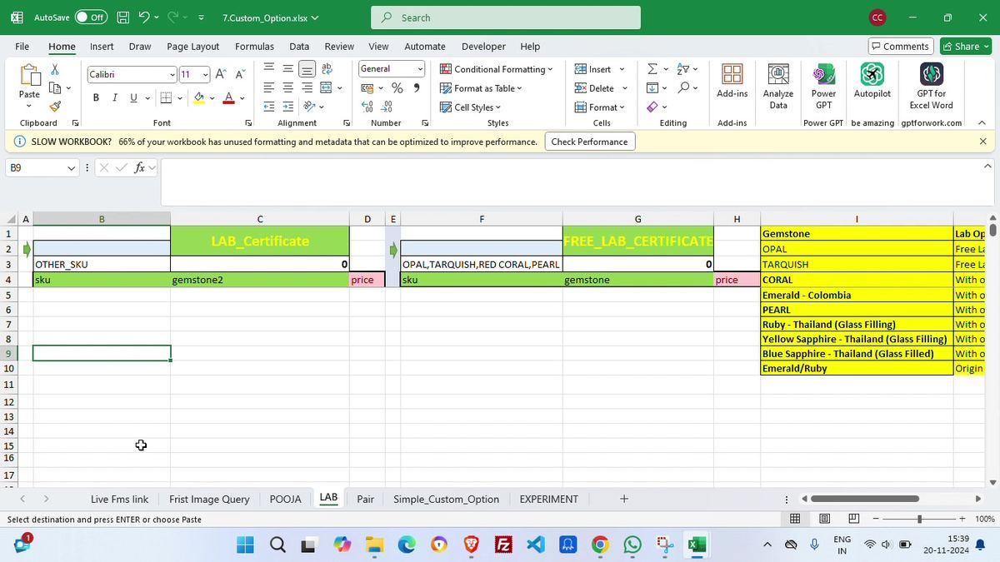 AutoSave Off 7.Custom_Option.xlsx Search CC
File Home Insert Draw Page Layout Formulas Data Review View Automate Developer Help Comments Share
Paste Calibri 11 A A B I U A ab General % Conditional Formatting Format as Table Cell Styles Insert Delete Format Add-ins Analyze Data Power GPT Autopilot GPT for Excel Word
Clipboard Font Alignment Number Styles Cells Editing Add-ins Power GPT be amazing gptforwork.com
SLOW WORKBOOK? 66% of your workbook has unused formatting and metadata that can be optimized to improve performance. Check Performance
B9 fx
A B C D E F G H I
1 LAB_Certificate FREE_LAB_CERTIFICATE Gemstone Lab Op
2 OPAL Free La
3 OTHER_SKU 0 OPAL,TARQUISH,RED CORAL,PEARL 0 TARQUISH Free La
4 sku gemstone2 price sku gemstone price CORAL With o
5 Emerald - Colombia With o
6 PEARL With o
7 Ruby - Thailand (Glass Filling) With o
8 Yellow Sapphire - Thailand (Glass Filling) With o
9 Blue Sapphire - Thailand (Glass Filled) With o
10 Emerald/Ruby Origin
11
12
13
14
15
16
17
Live Fms link Frist Image Query POOJA LAB Pair Simple_Custom_Option EXPERIMENT
Select destination and press ENTER or choose Paste 100%
1 ENG IN 15:39 20-11-2024